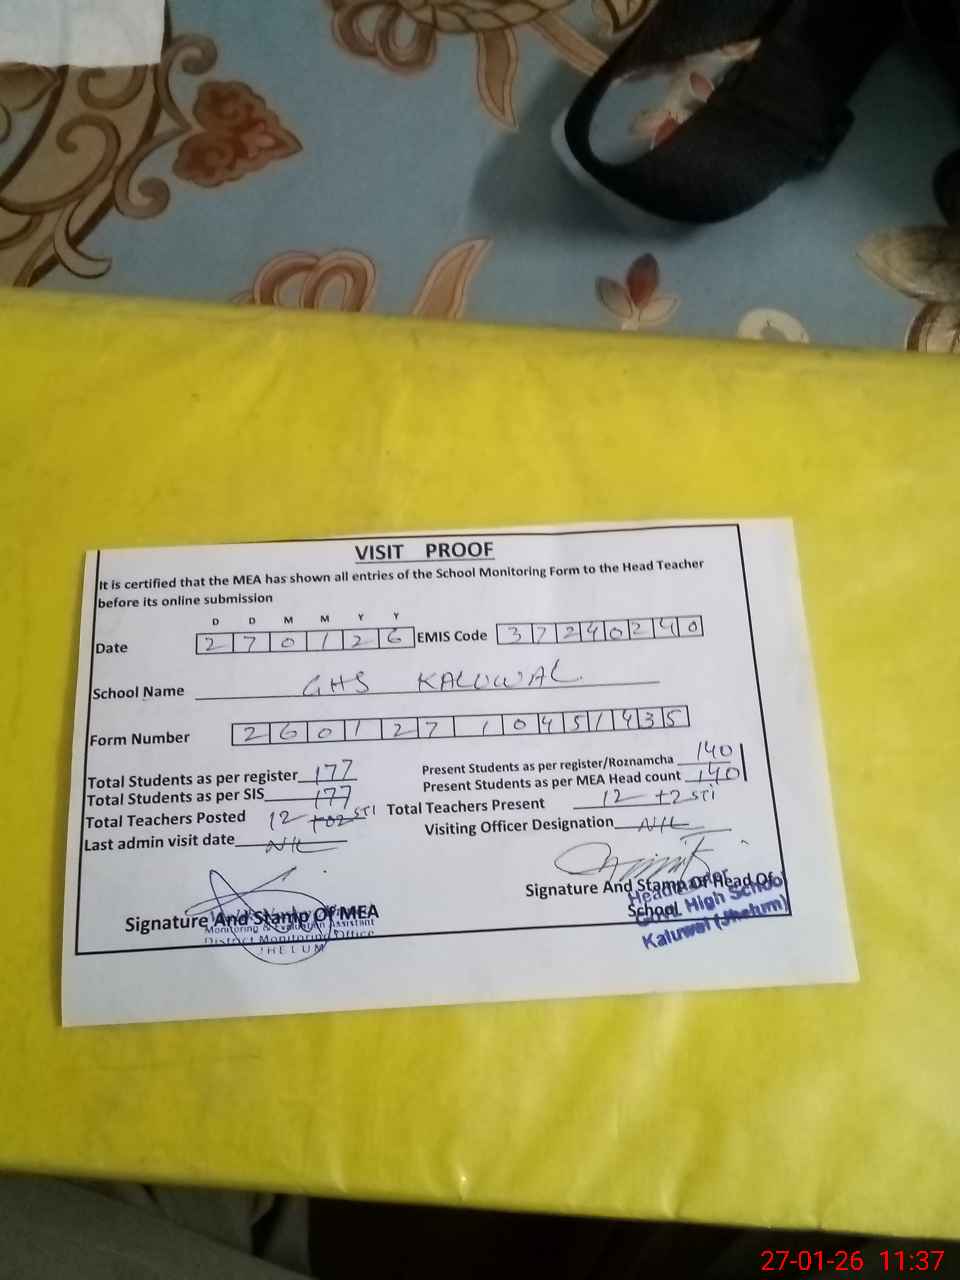 VISIT PROOF
It is certified that the MEA has shown all entries of the School Monitoring Form to the Head Teacher
before its online submission
D D M M Y Y
Date 2 7 0 1 2 6 EMIS Code 3 7 2 4 0 2 4 0
School Name GHS KALUWAL
Form Number 2 6 0 1 2 7 1 0 4 5 1 4 3 5
Total Students as per register 177 Present Students as per register/Roznamcha 140
Total Students as per SIS 177 Present Students as per MEA Head count 140
Total Teachers Posted 12 +02 STI Total Teachers Present 12 +2 STI
Last admin visit date NIL Visiting Officer Designation NIL
Signature And Stamp Of MEA Signature And Stamp Of Head Of
School
Monitoring & Evaluation Assistant
District Monitoring Office
JHELUM
Headmaster
Govt. High School
Kaluwal (Jhelum)
27-01-26 11:37